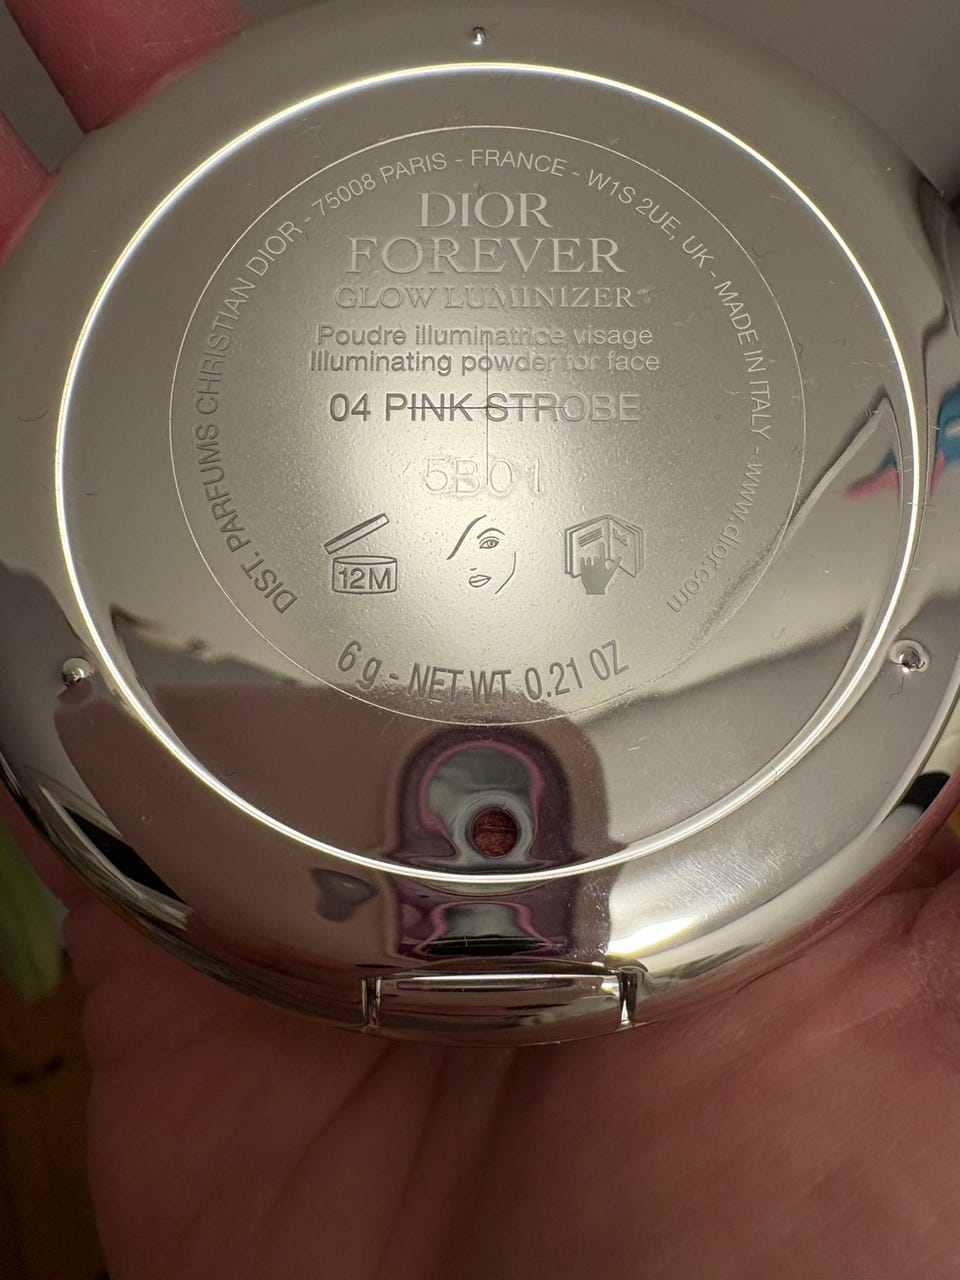 DIST. PARFUMS CHRISTIAN DIOR - 75008 PARIS - FRANCE - W1S 2UE, UK - MADE IN ITALY - www.dior.com
DIOR
FOREVER
GLOW LUMINIZER
Poudre illuminatrice visage
Illuminating powder for face
04 PINK STROBE
5B01
12M
6 g - NET WT. 0.21 OZ